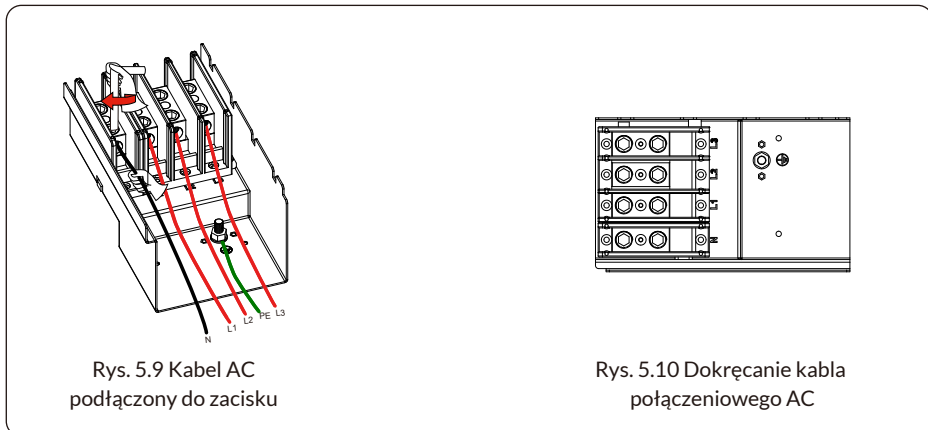 N
L1
L2
PE
L3
Rys. 5.9 Kabel AC
podłączony do zacisku
L3
L2
L1
N
Rys. 5.10 Dokręcanie kabla
połączeniowego AC